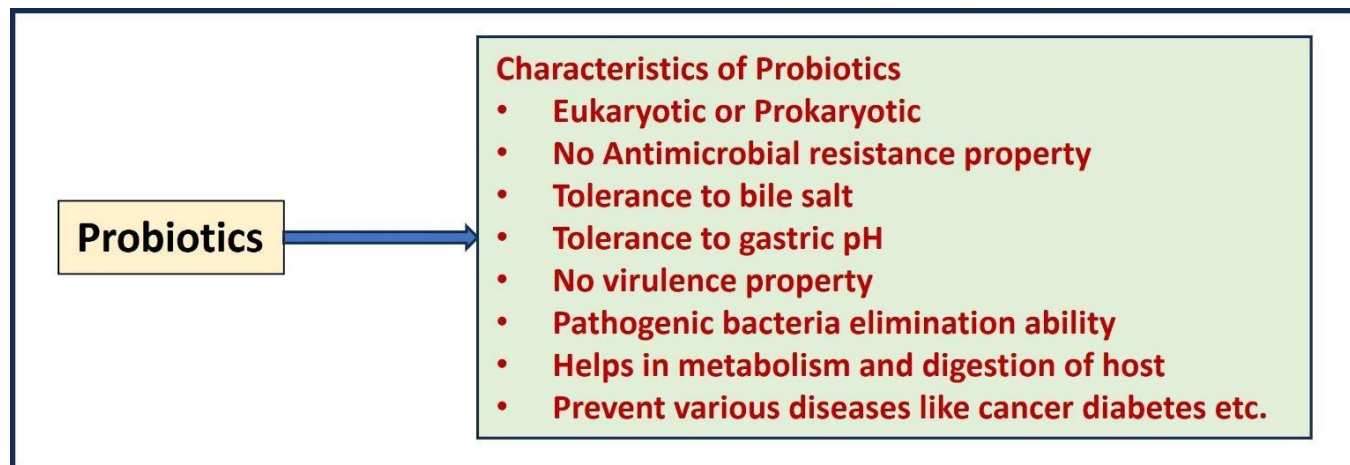 Probiotics
Characteristics of Probiotics
• Eukaryotic or Prokaryotic
• No Antimicrobial resistance property
• Tolerance to bile salt
• Tolerance to gastric pH
• No virulence property
• Pathogenic bacteria elimination ability
• Helps in metabolism and digestion of host
• Prevent various diseases like cancer diabetes etc.